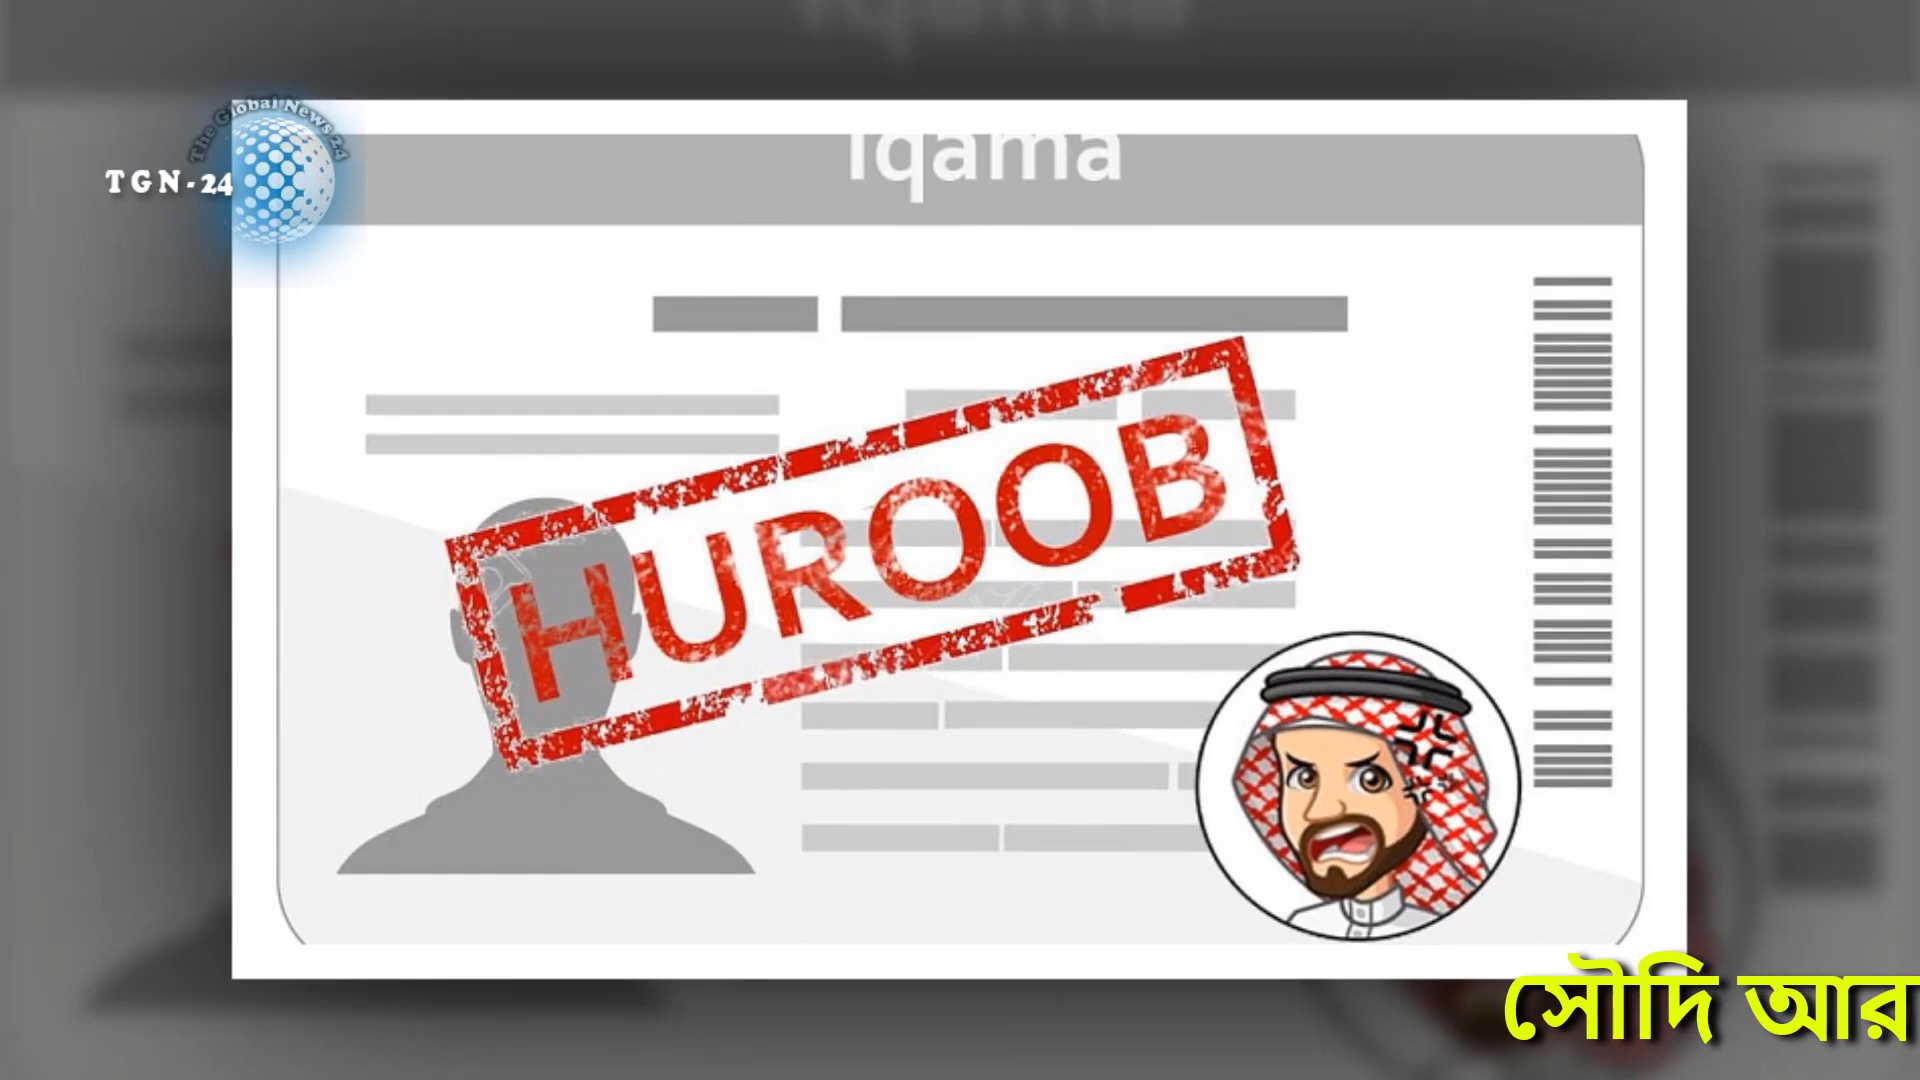 The Global News 24
TGN-24
Iqama
HUROOB
সৌদি আর